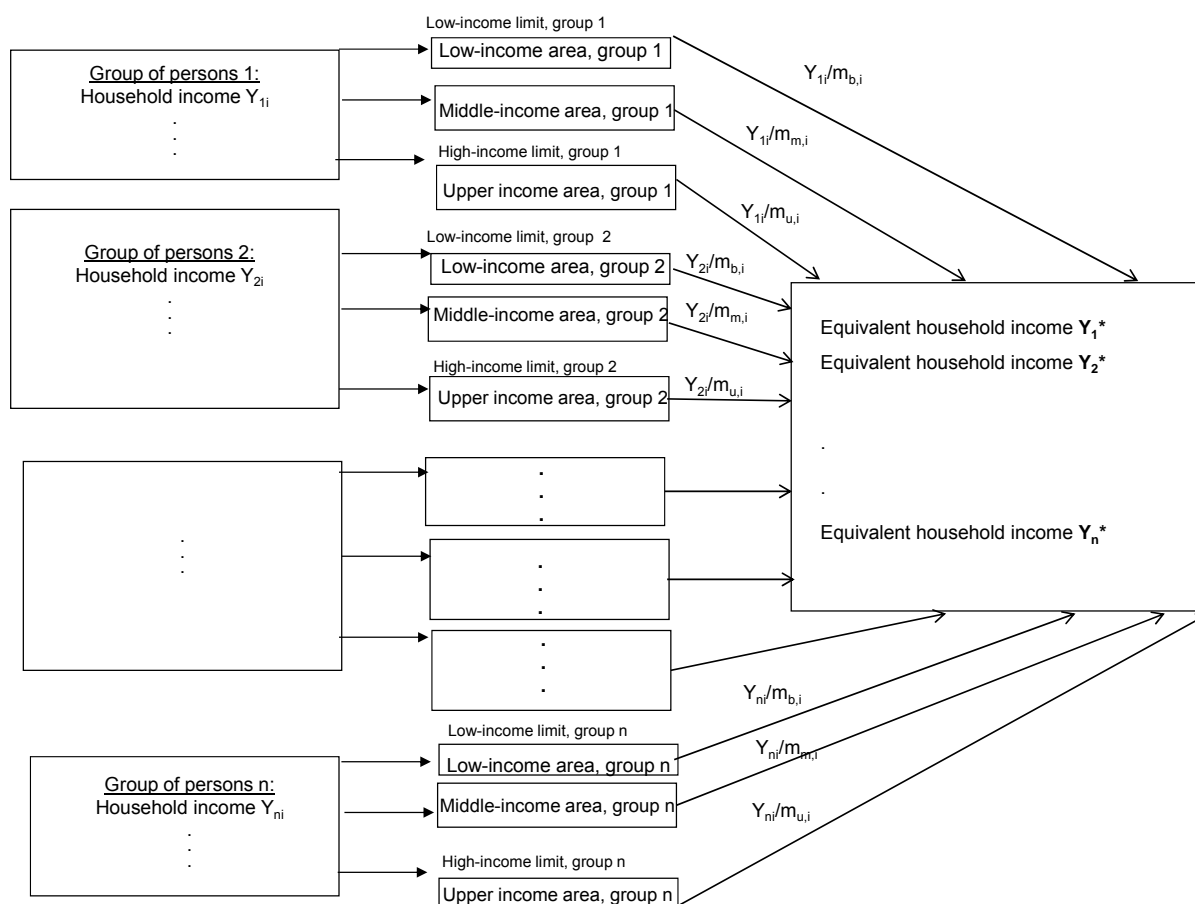 Low-income limit, group 1
Low-income area, group 1
Group of persons 1:
Household income Y1i
.
.
.
Middle-income area, group 1
High-income limit, group 1
Upper income area, group 1
Y1i/mb,i
Y1i/mm,i
Y1i/mu,i
Group of persons 2:
Household income Y2i
.
.
.
Low-income limit, group 2
Low-income area, group 2
Middle-income area, group 2
High-income limit, group 2
Upper income area, group 2
Y2i/mb,i
Y2i/mm,i
Y2i/mu,i
Equivalent household income Y1*
Equivalent household income Y2*
.
.
Equivalent household income Yn*
.
.
.
.
.
.
.
.
.
.
.
.
Group of persons n:
Household income Yni
.
.
.
Low-income limit, group n
Low-income area, group n
Middle-income area, group n
High-income limit, group n
Upper income area, group n
Yni/mb,i
Yni/mm,i
Yni/mu,i